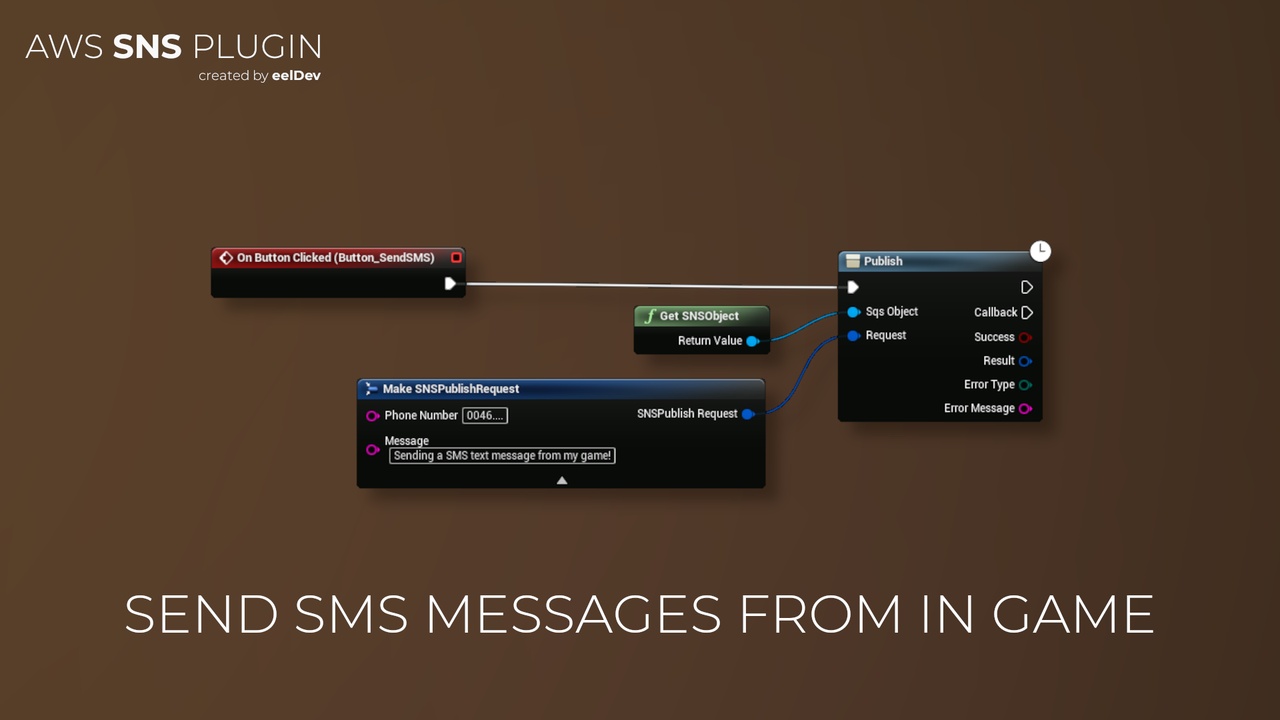 AWS SNS PLUGIN
created by eelDev
On Button Clicked (Button_SendSMS)
Publish
Sqs Object
Callback
Request
Success
Result
Error Type
Error Message
f Get SNSObject
Return Value
Make SNSPublishRequest
Phone Number 0046....
SNSPublish Request
Message
Sending a SMS text message from my game!
SEND SMS MESSAGES FROM IN GAME